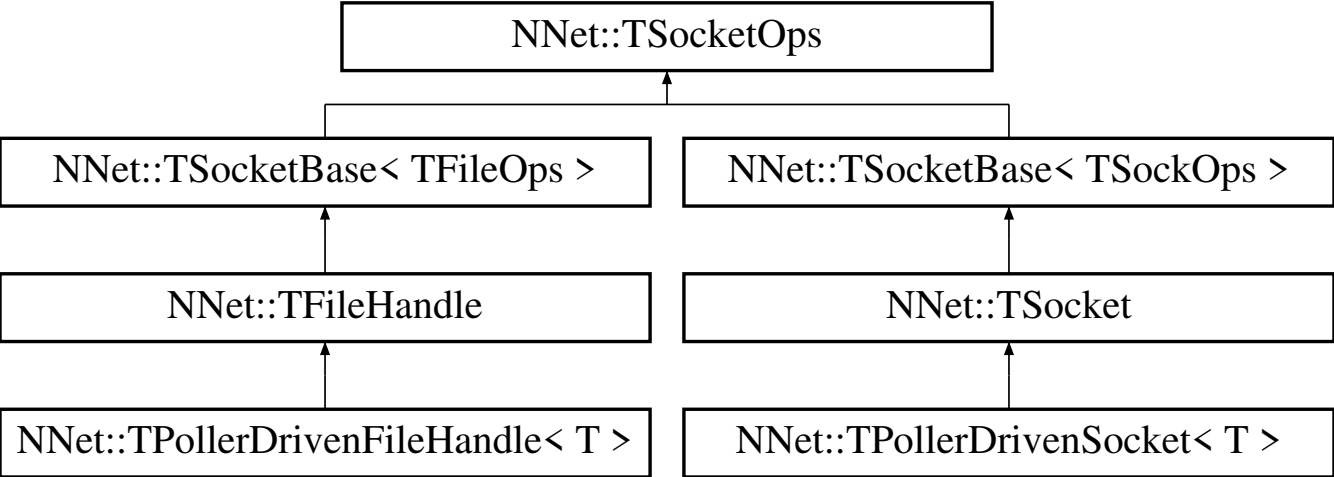 NNet::TSocketOps
NNet::TSocketBase< TFileOps >
NNet::TSocketBase< TSockOps >
NNet::TFileHandle
NNet::TSocket
NNet::TPollerDrivenFileHandle< T >
NNet::TPollerDrivenSocket< T >